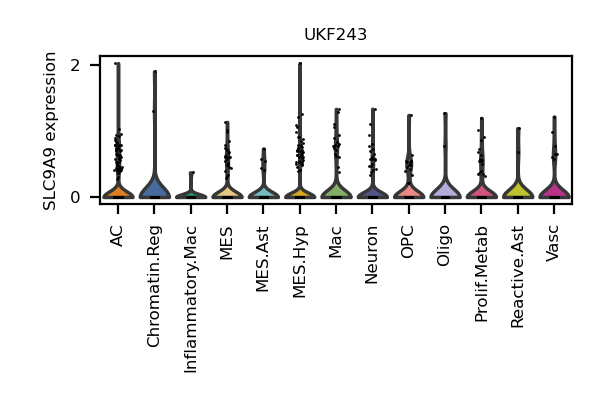 UKF243
SLC9A9 expression
2
0
AC
Chromatin.Reg
Inflammatory.Mac
MES
MES.Ast
MES.Hyp
Mac
Neuron
OPC
Oligo
Prolif.Metab
Reactive.Ast
Vasc